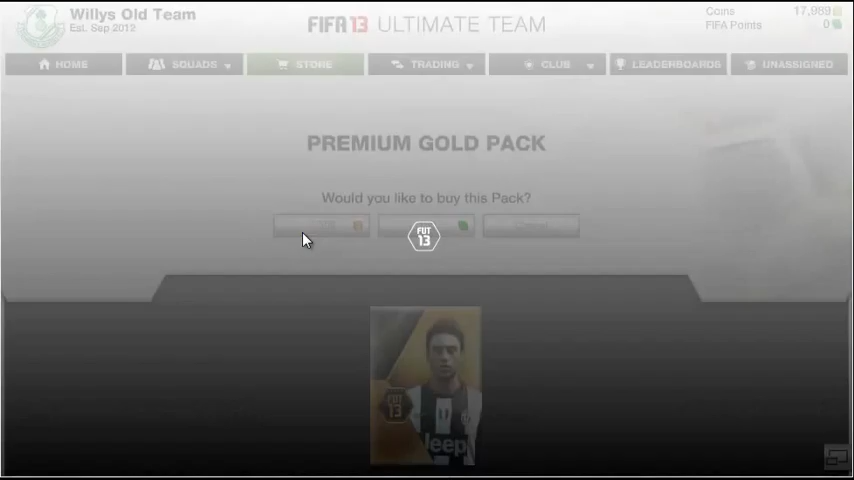 Willys Old Team
Est. Sep 2012
FIFA 13 ULTIMATE TEAM
Coins 17,989
FIFA Points 0
HOME SQUADS STORE TRADING CLUB LEADERBOARDS UNASSIGNED
PREMIUM GOLD PACK
Would you like to buy this Pack?
Cancel
FUT
13
FUT
13
Jeep